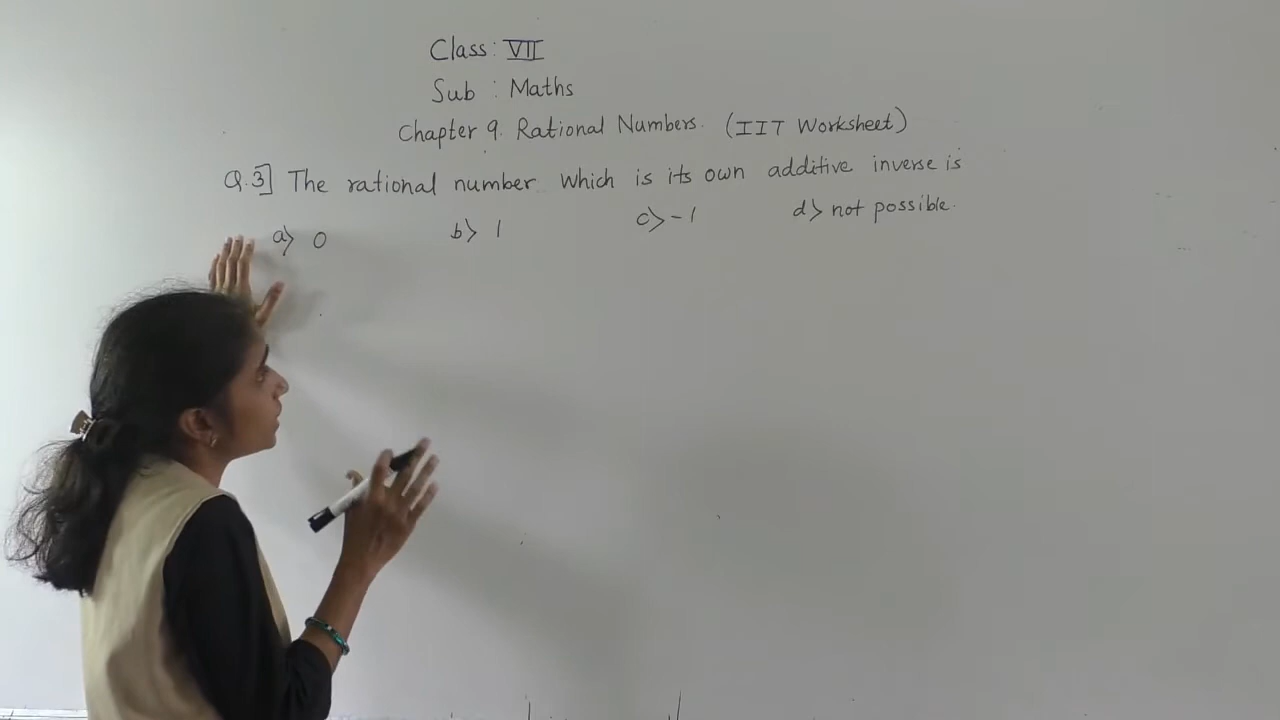 Class: VII
Sub : Maths
Chapter 9. Rational Numbers. (IIT Worksheet)
Q.3] The rational number which is its own additive inverse is
a> 0 b> 1 c> -1 d> not possible.